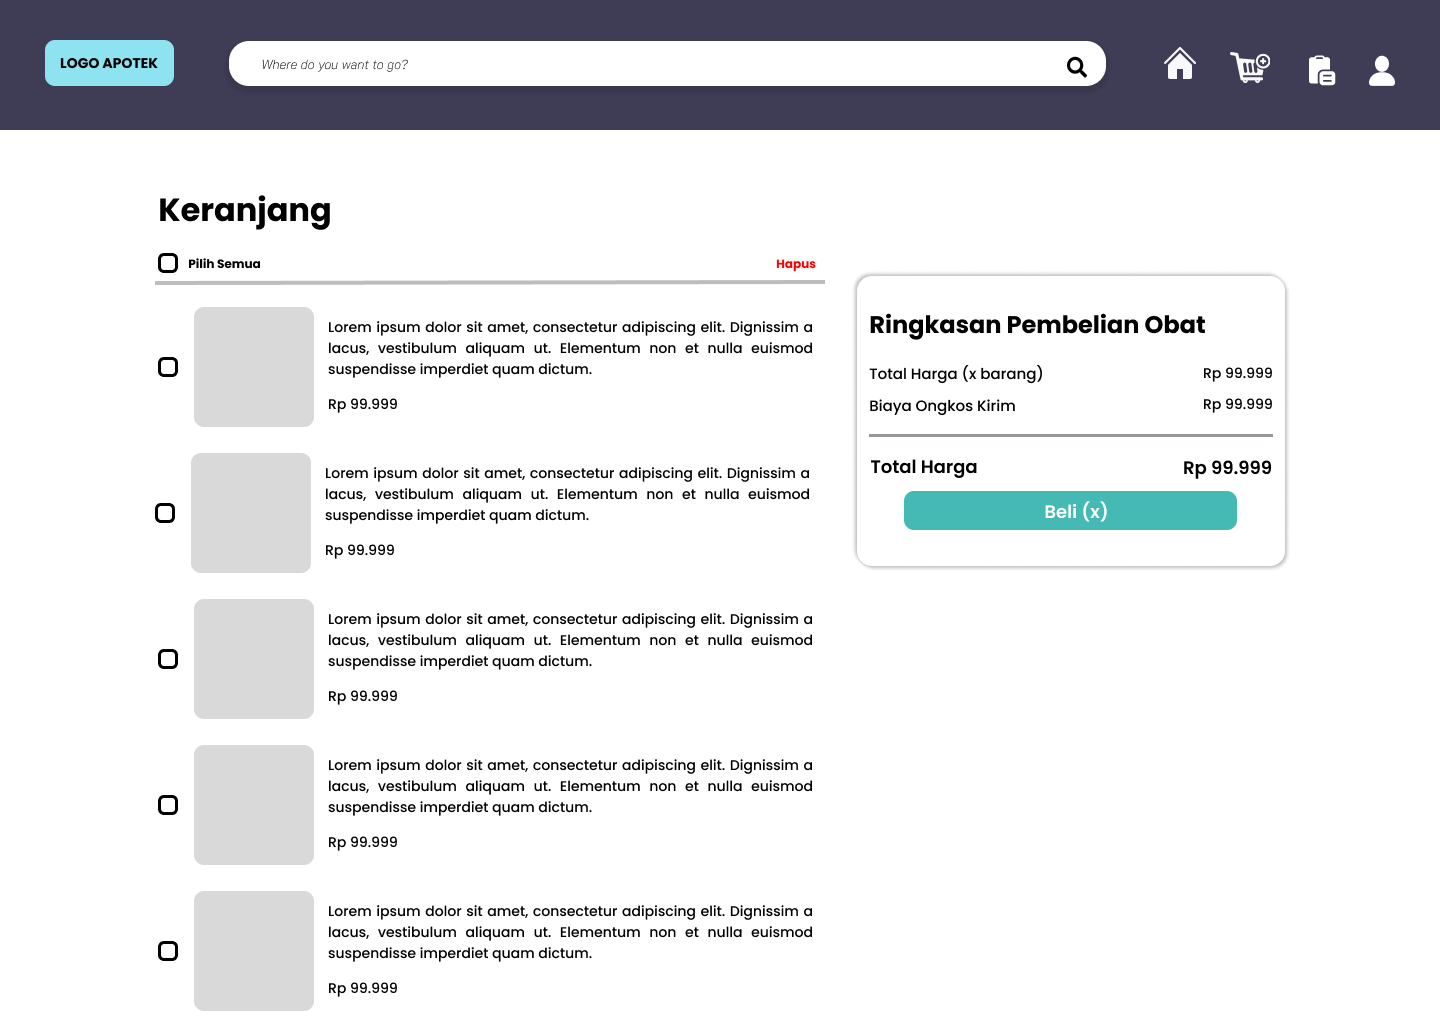 LOGO APOTEK
Where do you want to go?
Keranjang
Pilih Semua
Hapus
Lorem ipsum dolor sit amet, consectetur adipiscing elit. Dignissim a
lacus, vestibulum aliquam ut. Elementum non et nulla euismod
suspendisse imperdiet quam dictum.
Rp 99.999
Lorem ipsum dolor sit amet, consectetur adipiscing elit. Dignissim a
lacus, vestibulum aliquam ut. Elementum non et nulla euismod
suspendisse imperdiet quam dictum.
Rp 99.999
Lorem ipsum dolor sit amet, consectetur adipiscing elit. Dignissim a
lacus, vestibulum aliquam ut. Elementum non et nulla euismod
suspendisse imperdiet quam dictum.
Rp 99.999
Lorem ipsum dolor sit amet, consectetur adipiscing elit. Dignissim a
lacus, vestibulum aliquam ut. Elementum non et nulla euismod
suspendisse imperdiet quam dictum.
Rp 99.999
Lorem ipsum dolor sit amet, consectetur adipiscing elit. Dignissim a
lacus, vestibulum aliquam ut. Elementum non et nulla euismod
suspendisse imperdiet quam dictum.
Rp 99.999
Ringkasan Pembelian Obat
Total Harga (x barang) Rp 99.999
Biaya Ongkos Kirim Rp 99.999
Total Harga Rp 99.999
Beli (x)